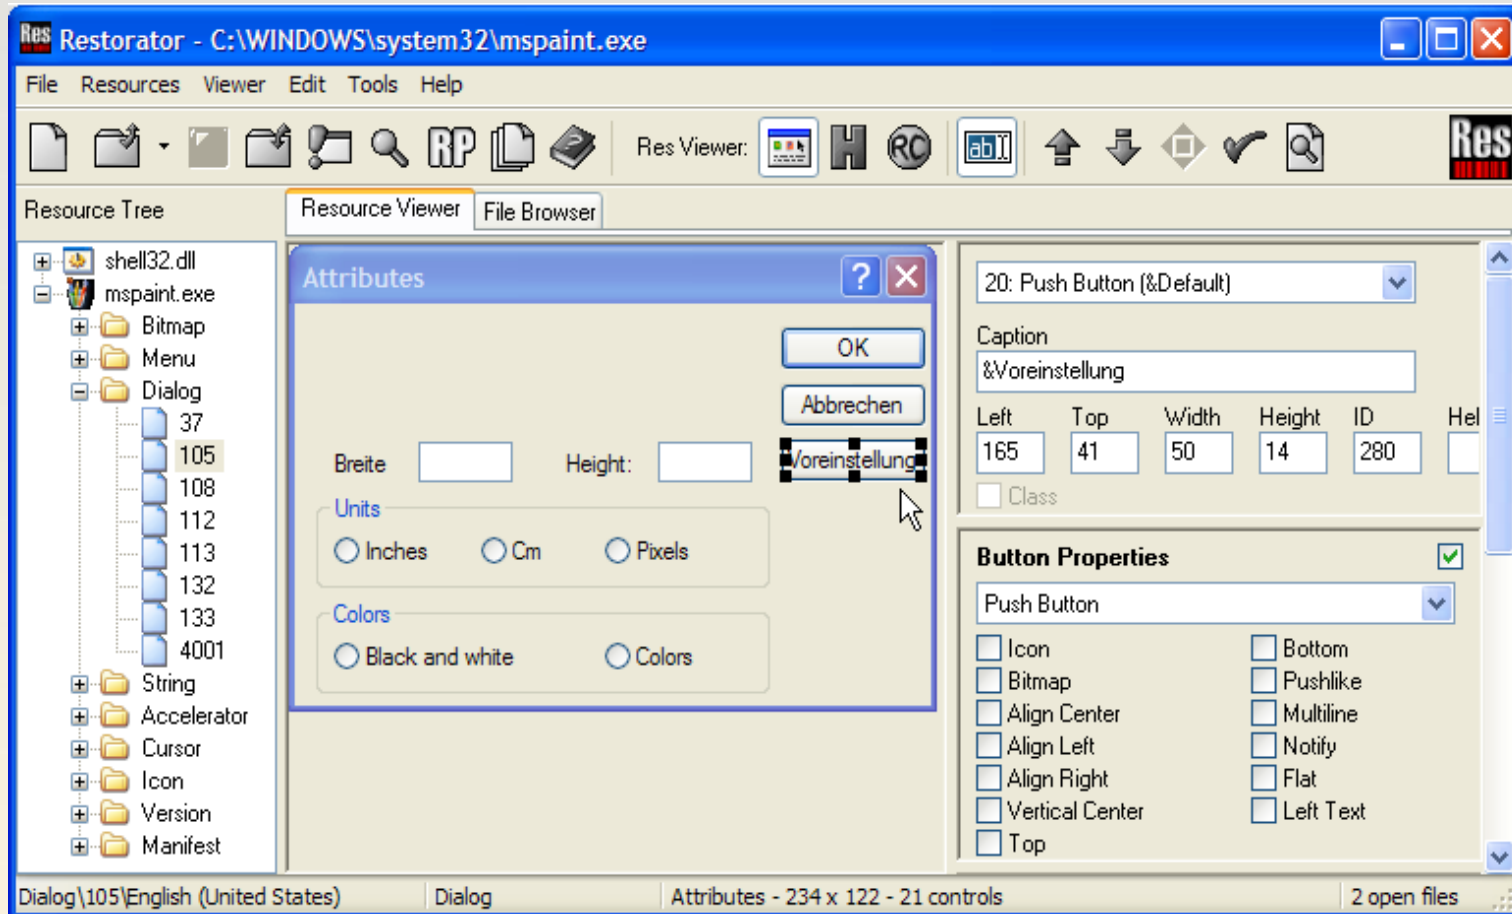 Res Restorator - C:\WINDOWS\system32\mspaint.exe
File Resources Viewer Edit Tools Help
RP Res Viewer: H RC ab Res
Resource Tree
Resource Viewer File Browser
shell32.dll
mspaint.exe
Bitmap
Menu
Dialog
37
105
108
112
113
132
133
4001
String
Accelerator
Cursor
Icon
Version
Manifest
Attributes
OK
Abbrechen
Breite Height: Voreinstellung
Units
Inches Cm Pixels
Colors
Black and white Colors
20: Push Button (&Default)
Caption
&Voreinstellung
Left Top Width Height ID Hel
165 41 50 14 280
Class
Button Properties
Push Button
Icon Bottom
Bitmap Pushlike
Align Center Multiline
Align Left Notify
Align Right Flat
Vertical Center Left Text
Top
Dialog\105\English (United States) Dialog Attributes - 234 x 122 - 21 controls 2 open files